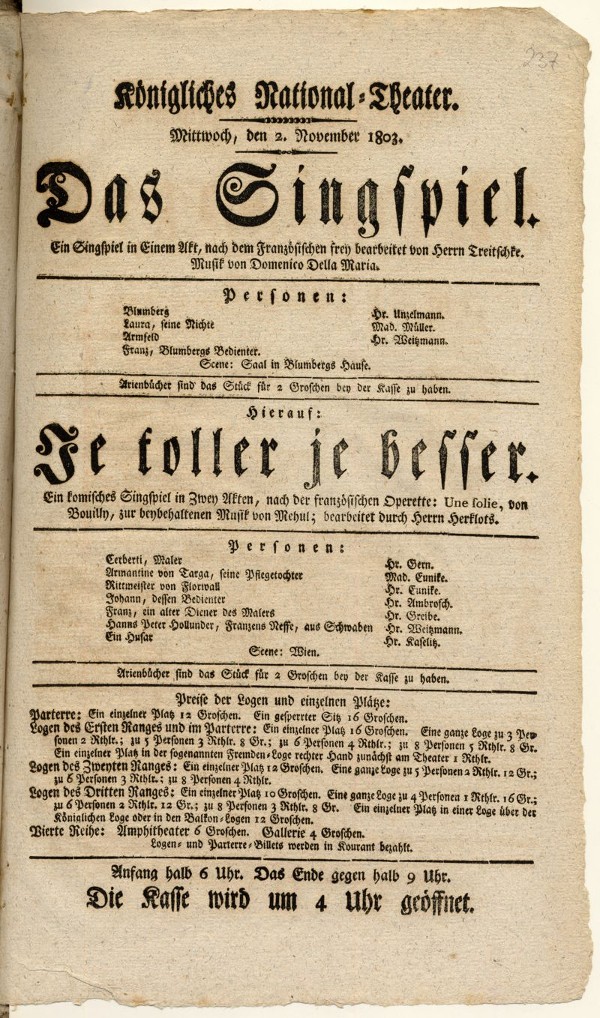 237
Königliches National-Theater.
Mittwoch, den 2. November 1803.
Das Singspiel.
Ein Singspiel in Einem Akt, nach dem Französischen frey bearbeitet von Herrn Treitschke.
Musik von Domenico Della Maria.
Personen:
Blumberg Hr. Unzelmann.
Laura, seine Nichte Mad. Müller.
Armfeld Hr. Weitzmann.
Franz, Blumbergs Bedienter.
Scene: Saal in Blumbergs Hause.
Arienbücher sind das Stück für 2 Groschen bey der Kasse zu haben.
Hierauf:
Je toller je besser.
Ein komisches Singspiel in Zwey Akten, nach der französischen Operette: Une folie, von
Bouilly, zur beybehaltenen Musik von Mehul; bearbeitet durch Herrn Herklots.
Personen:
Cerberti, Maler Hr. Gern.
Armantine von Targa, seine Pflegetochter Mad. Eunike.
Rittmeister von Florwall Hr. Eunike.
Johann, dessen Bedienter Hr. Ambrosch.
Franz, ein alter Diener des Malers Hr. Greibe.
Hanns Peter Hollunder, Franzens Neffe, aus Schwaben Hr. Weitzmann.
Ein Husar Hr. Kaselitz.
Scene: Wien.
Arienbücher sind das Stück für 2 Groschen bey der Kasse zu haben.
Preise der Logen und einzelnen Plätze:
Parterre: Ein einzelner Platz 12 Groschen. Ein gesperrter Sitz 16 Groschen.
Logen des Ersten Ranges und im Parterre: Ein einzelner Platz 16 Groschen. Eine ganze Loge zu 3 Per-
sonen 2 Rthlr.; zu 5 Personen 3 Rthlr. 8 Gr.; zu 6 Personen 4 Rthlr.; zu 8 Personen 5 Rthlr. 8 Gr.
Ein einzelner Platz in der sogenannten Fremden-Loge rechter Hand zunächst am Theater 1 Rthlr.
Logen des Zweyten Ranges: Ein einzelner Platz 12 Groschen. Eine ganze Loge zu 5 Personen 2 Rthlr. 12 Gr.;
zu 6 Personen 3 Rthlr.; zu 8 Personen 4 Rthlr.
Logen des Dritten Ranges: Ein einzelner Platz 10 Groschen. Eine ganze Loge zu 4 Personen 1 Rthlr. 16 Gr.;
zu 6 Personen 2 Rthlr. 12 Gr.; zu 8 Personen 3 Rthlr. 8 Gr. Ein einzelner Platz in einer Loge über der
Königlichen Loge oder in den Balkon-Logen 12 Groschen.
Vierte Reihe: Amphitheater 6 Groschen. Gallerie 4 Groschen.
Logen- und Parterre-Billets werden in Kourant bezahlt.
Anfang halb 6 Uhr. Das Ende gegen halb 9 Uhr.
Die Kasse wird um 4 Uhr geöffnet.